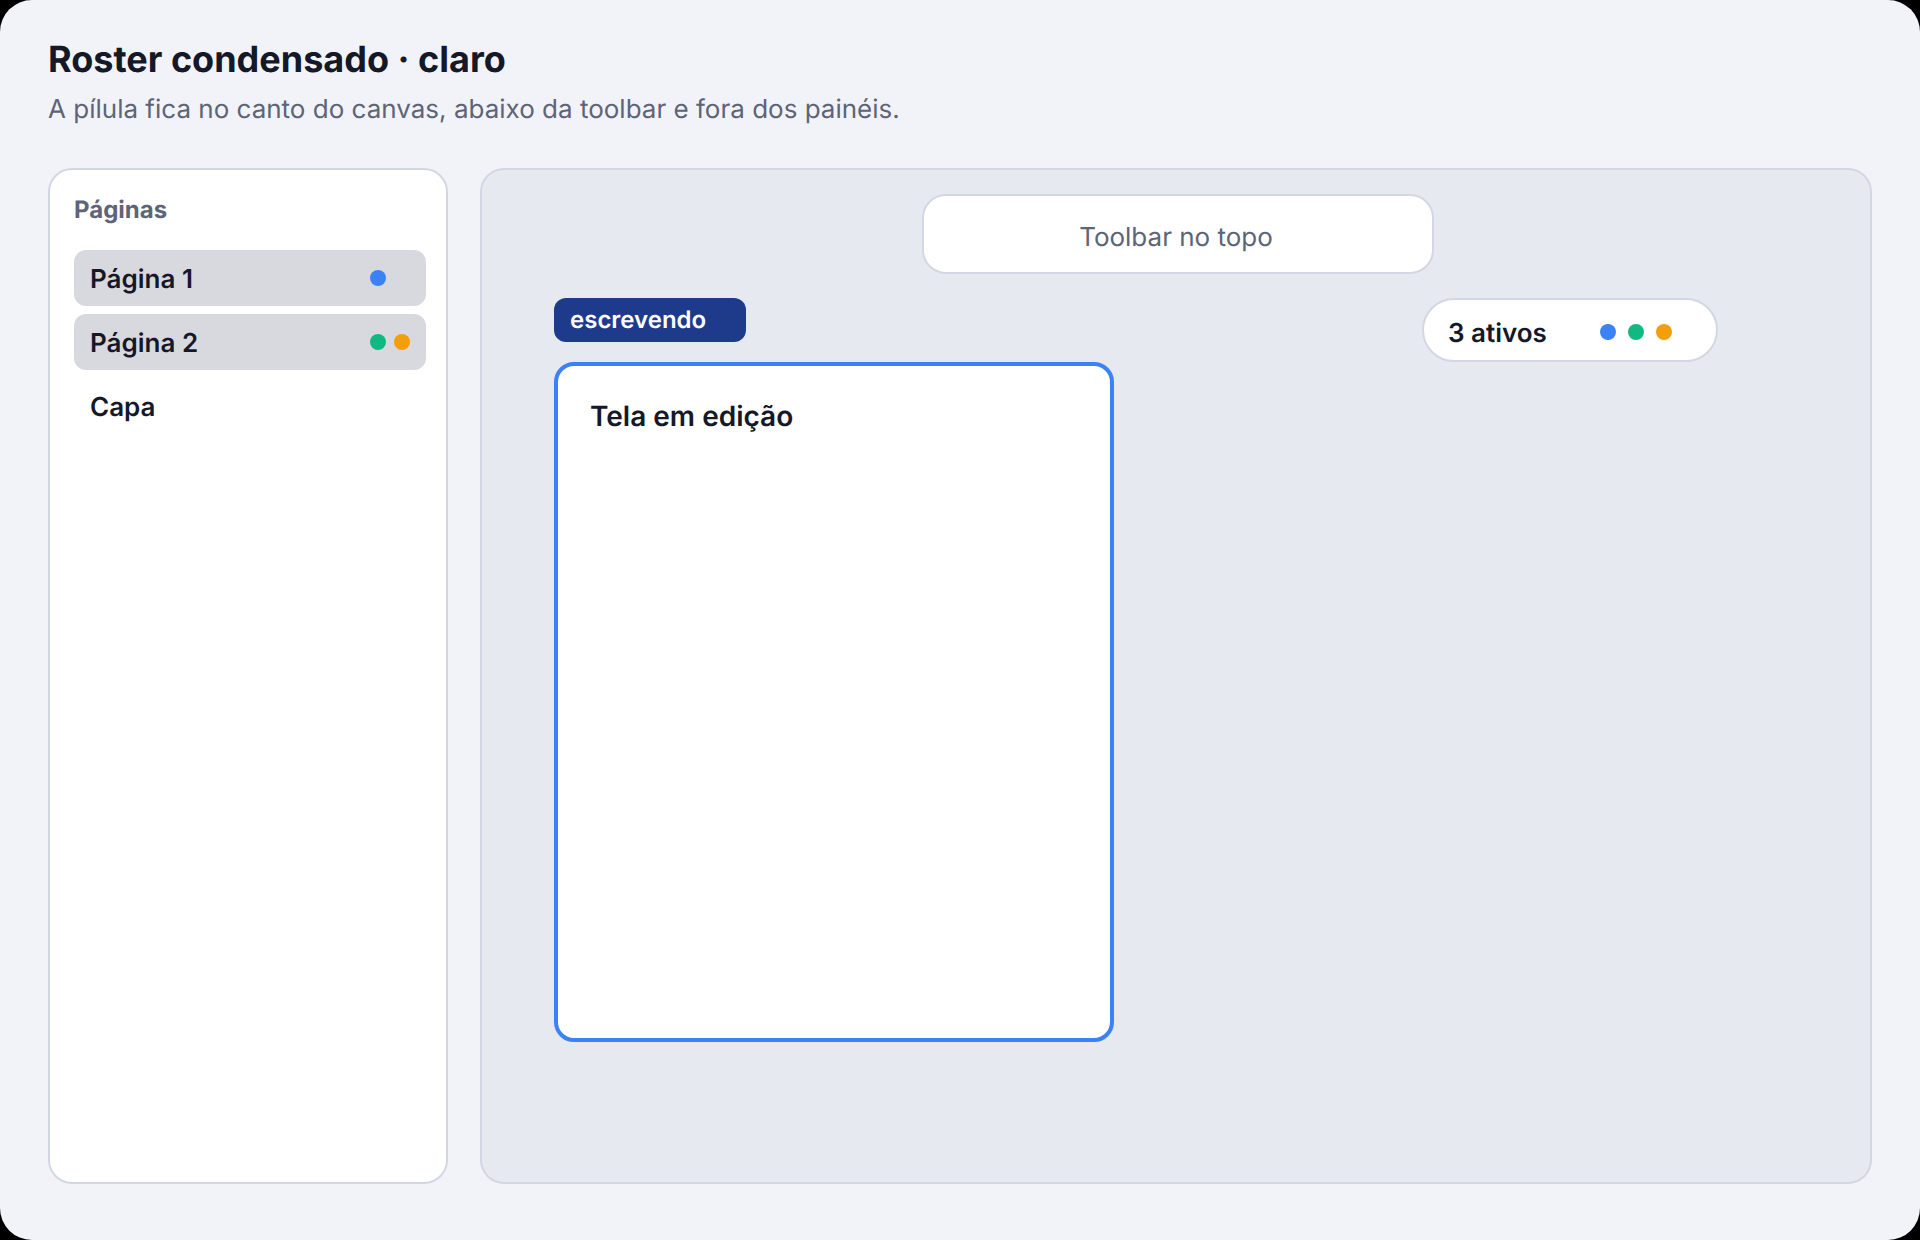 Roster condensado · claro
A pílula fica no canto do canvas, abaixo da toolbar e fora dos painéis.
Páginas
Página 1
Página 2
Capa
Toolbar no topo
escrevendo
3 ativos
Tela em edição